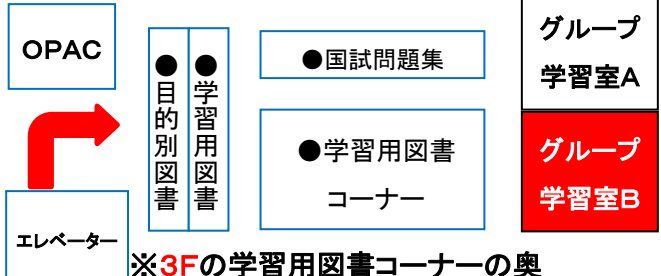 OPAC
●目的別図書
●学習用図書
●国試問題集
●学習用図書
コーナー
グループ
学習室A
グループ
学習室B
エレベーター
※3Fの学習用図書コーナーの奥